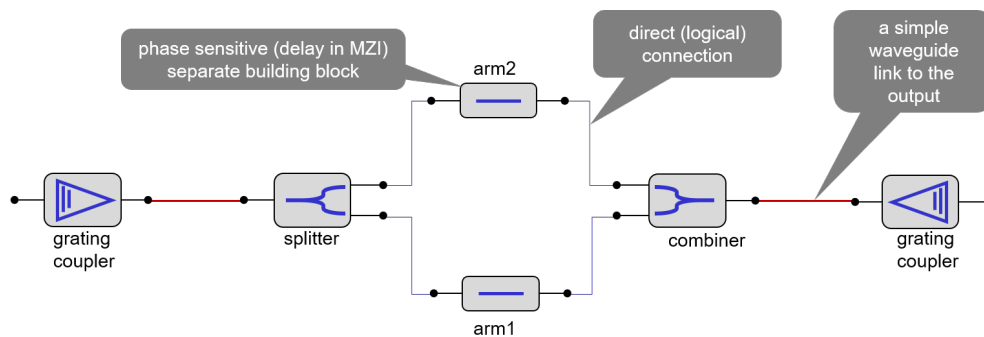 phase sensitive (delay in MZI)
separate building block
direct (logical)
connection
a simple
waveguide
link to the
output
arm2
grating
coupler
splitter
combiner
grating
coupler
arm1